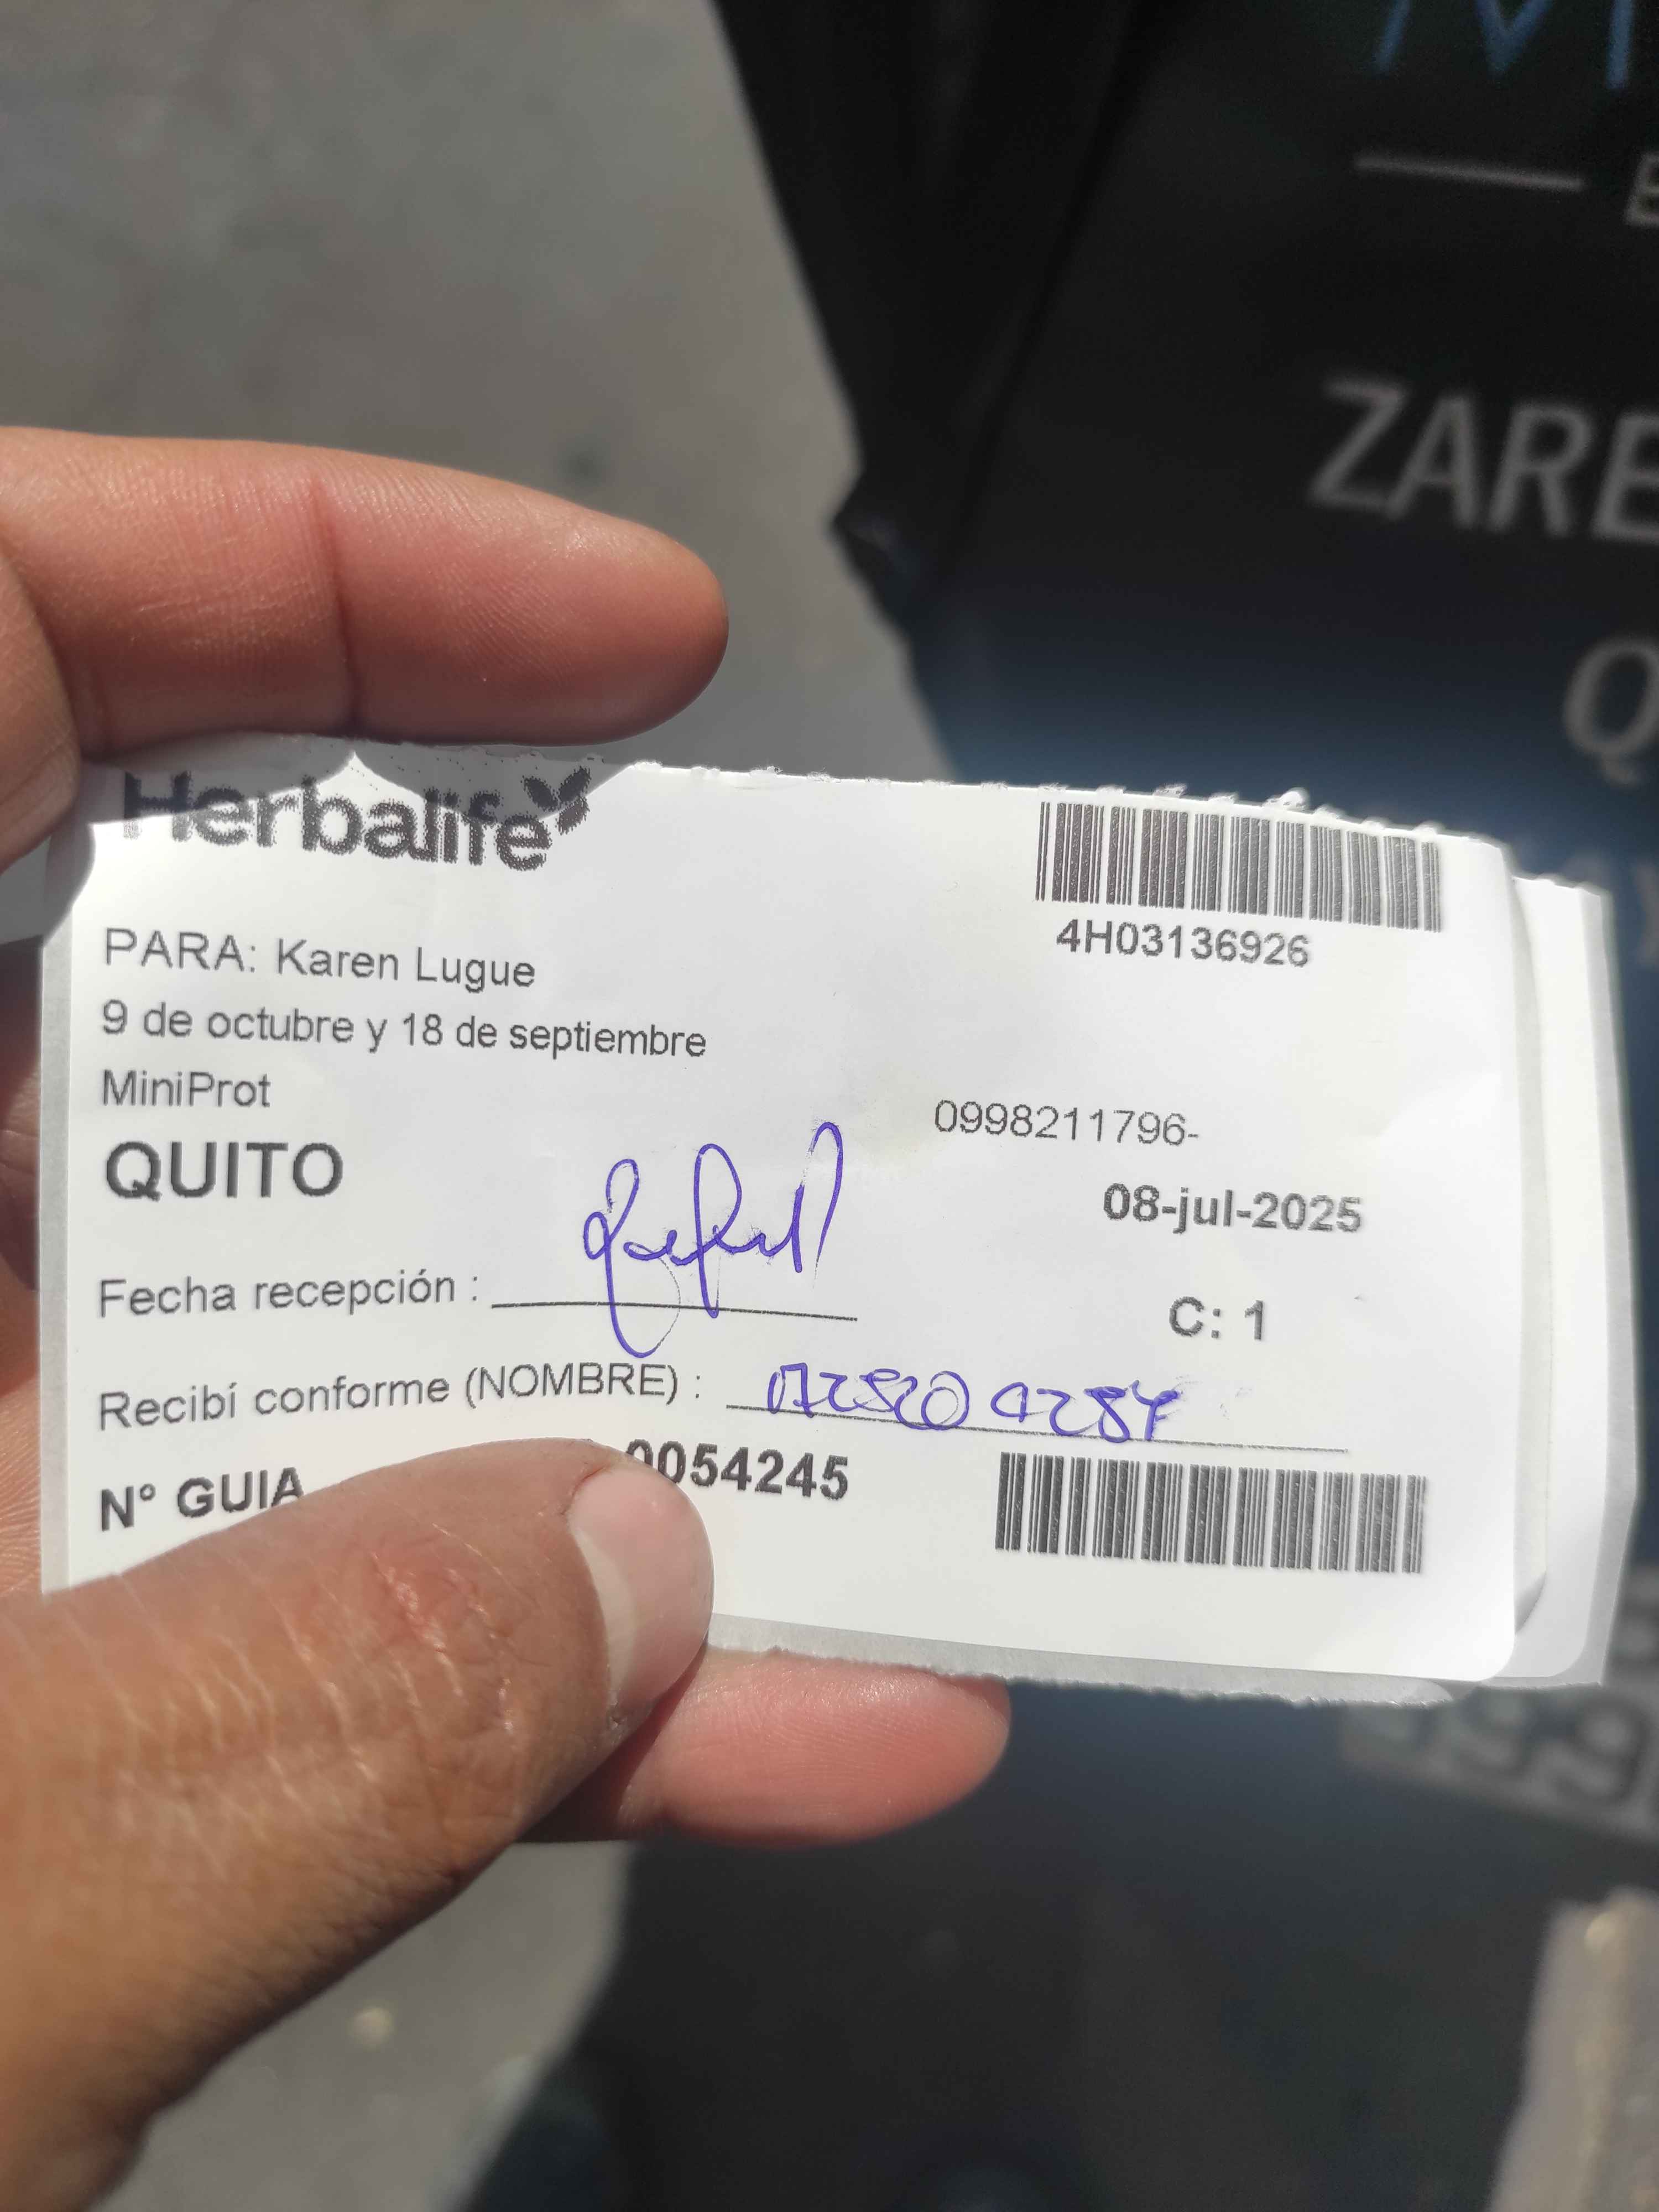 Herbalife
4H03136926
PARA: Karen Lugue
9 de octubre y 18 de septiembre
MiniProt
0998211796-
QUITO
08-jul-2025
Fecha recepción :
C: 1
Recibí conforme (NOMBRE) :
N° GUIA 0054245
ZARE
Q